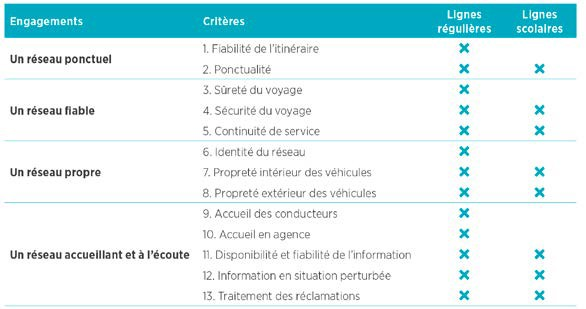 Engagements Critères Lignes régulières Lignes scolaires
1. Fiabilité de l'itinéraire ✖
Un réseau ponctuel
2. Ponctualité ✖ ✖
3. Sûreté du voyage ✖
Un réseau fiable 4. Sécurité du voyage ✖ ✖
5. Continuité de service ✖ ✖
6. Identité du réseau ✖
Un réseau propre 7. Propreté intérieur des véhicules ✖ ✖
8. Propreté extérieur des véhicules ✖ ✖
9. Accueil des conducteurs ✖
10. Accueil en agence ✖
Un réseau accueillant et à l'écoute 11. Disponibilité et fiabilité de l'information ✖ ✖
12. Information en situation perturbée ✖ ✖
13. Traitement des réclamations ✖ ✖